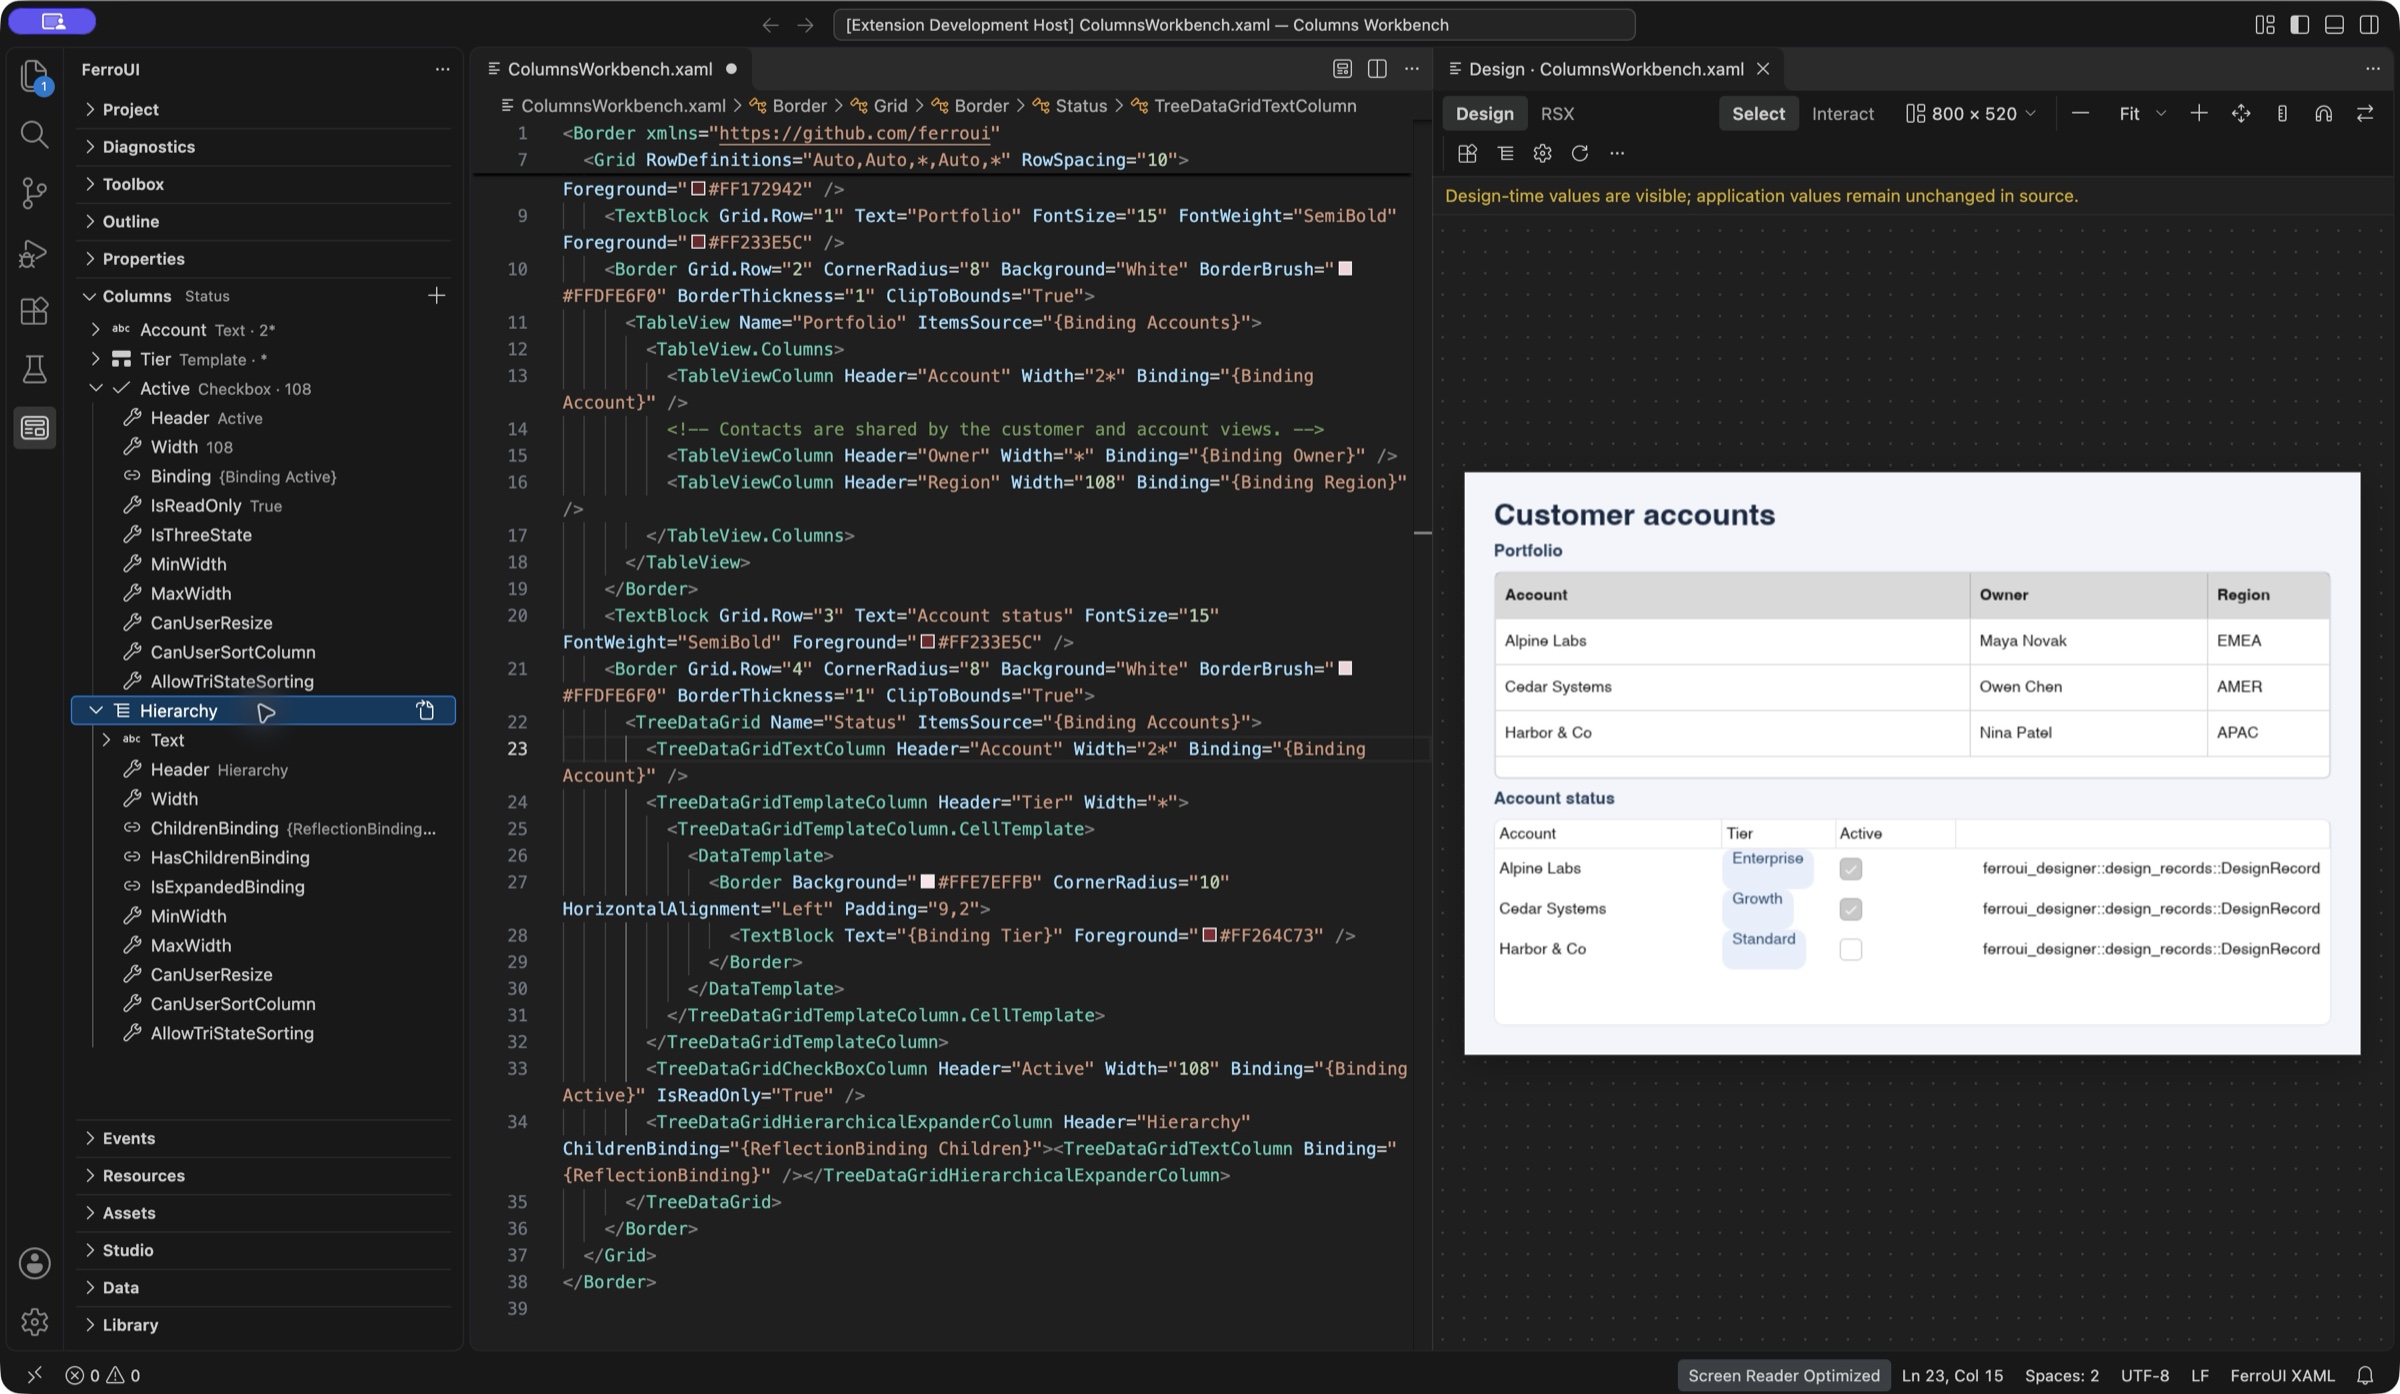 [Extension Development Host] ColumnsWorkbench.xaml — Columns Workbench
1
FerroUI
Project
Diagnostics
Toolbox
Outline
Properties
Columns Status
abc Account Text · 2*
Tier Template · *
Active Checkbox · 108
Header Active
Width 108
Binding {Binding Active}
IsReadOnly True
IsThreeState
MinWidth
MaxWidth
CanUserResize
CanUserSortColumn
AllowTriStateSorting
Hierarchy
abc Text
Header Hierarchy
Width
ChildrenBinding {ReflectionBinding...
HasChildrenBinding
IsExpandedBinding
MinWidth
MaxWidth
CanUserResize
CanUserSortColumn
AllowTriStateSorting
Events
Resources
Assets
Studio
Data
Library
ColumnsWorkbench.xaml
ColumnsWorkbench.xaml > Border > Grid > Border > Status > TreeDataGridTextColumn
1 <Border xmlns="https://github.com/ferroui"
7 <Grid RowDefinitions="Auto,Auto,*,Auto,*" RowSpacing="10">
Foreground="#FF172942" />
9 <TextBlock Grid.Row="1" Text="Portfolio" FontSize="15" FontWeight="SemiBold"
Foreground="#FF233E5C" />
10 <Border Grid.Row="2" CornerRadius="8" Background="White" BorderBrush="
#FFDFE6F0" BorderThickness="1" ClipToBounds="True">
11 <TableView Name="Portfolio" ItemsSource="{Binding Accounts}">
12 <TableView.Columns>
13 <TableViewColumn Header="Account" Width="2*" Binding="{Binding
Account}" />
14 <!-- Contacts are shared by the customer and account views. -->
15 <TableViewColumn Header="Owner" Width="*" Binding="{Binding Owner}" />
16 <TableViewColumn Header="Region" Width="108" Binding="{Binding Region}"
/>
17 </TableView.Columns>
18 </TableView>
19 </Border>
20 <TextBlock Grid.Row="3" Text="Account status" FontSize="15"
FontWeight="SemiBold" Foreground="#FF233E5C" />
21 <Border Grid.Row="4" CornerRadius="8" Background="White" BorderBrush="
#FFDFE6F0" BorderThickness="1" ClipToBounds="True">
22 <TreeDataGrid Name="Status" ItemsSource="{Binding Accounts}">
23 <TreeDataGridTextColumn Header="Account" Width="2*" Binding="{Binding
Account}" />
24 <TreeDataGridTemplateColumn Header="Tier" Width="*">
25 <TreeDataGridTemplateColumn.CellTemplate>
26 <DataTemplate>
27 <Border Background="#FFE7EFFB" CornerRadius="10"
HorizontalAlignment="Left" Padding="9,2">
28 <TextBlock Text="{Binding Tier}" Foreground="#FF264C73" />
29 </Border>
30 </DataTemplate>
31 </TreeDataGridTemplateColumn.CellTemplate>
32 </TreeDataGridTemplateColumn>
33 <TreeDataGridCheckBoxColumn Header="Active" Width="108" Binding="{Binding
Active}" IsReadOnly="True" />
34 <TreeDataGridHierarchicalExpanderColumn Header="Hierarchy"
ChildrenBinding="{ReflectionBinding Children}"><TreeDataGridTextColumn Binding="
{ReflectionBinding}" /></TreeDataGridHierarchicalExpanderColumn>
35 </TreeDataGrid>
36 </Border>
37 </Grid>
38 </Border>
39
Design · ColumnsWorkbench.xaml
Design RSX Select Interact 800 × 520 Fit
Design-time values are visible; application values remain unchanged in source.
Customer accounts
Portfolio
Account Owner Region
Alpine Labs Maya Novak EMEA
Cedar Systems Owen Chen AMER
Harbor & Co Nina Patel APAC
Account status
Account Tier Active
Alpine Labs Enterprise ferroui_designer::design_records::DesignRecord
Cedar Systems Growth ferroui_designer::design_records::DesignRecord
Harbor & Co Standard ferroui_designer::design_records::DesignRecord
0 0
Screen Reader Optimized Ln 23, Col 15 Spaces: 2 UTF-8 LF FerroUI XAML